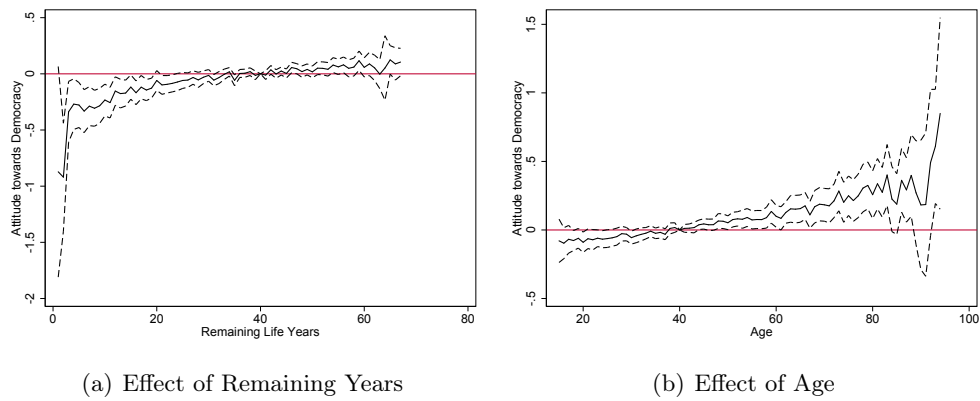 Attitude towards Democracy
.5
0
-.5
-1
-1.5
-2
0 20 40 60 80
Remaining Life Years
(a) Effect of Remaining Years
Attitude towards Democracy
1.5
1
.5
0
-.5
20 40 60 80 100
Age
(b) Effect of Age